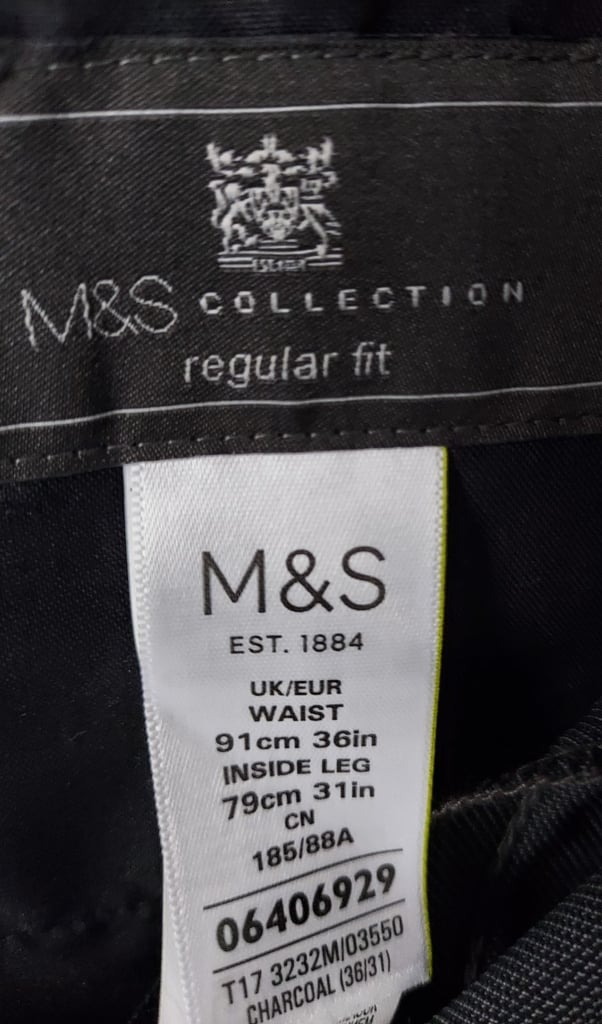 M&S COLLECTION
regular fit
M&S
EST. 1884
UK/EUR
WAIST
91cm 36in
INSIDE LEG
79cm 31in
CN
185/88A
06406929
T17 3232M/03550
CHARCOAL (36/31)